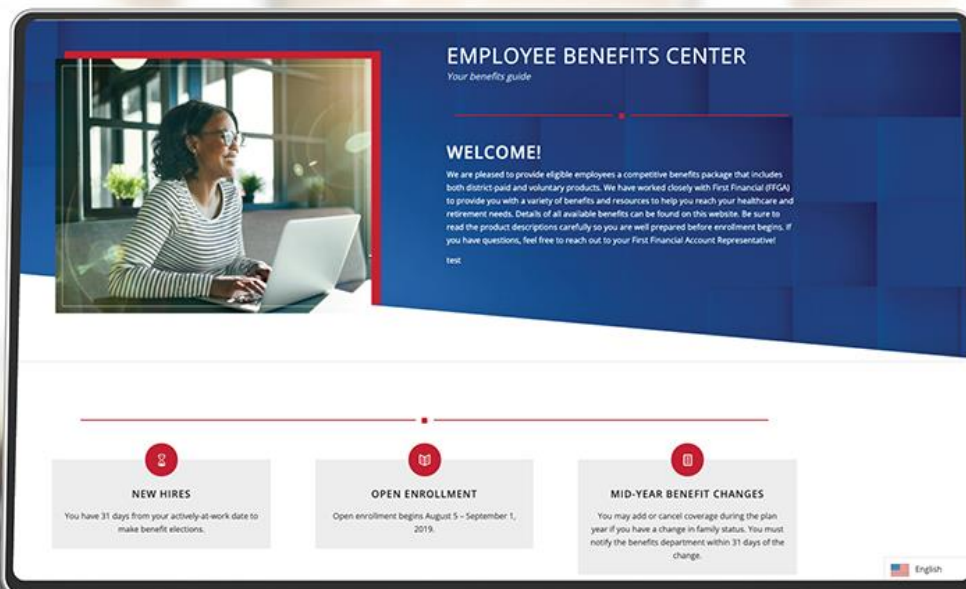 EMPLOYEE BENEFITS CENTER
Your benefits guide
WELCOME!
We are pleased to provide eligible employees a competitive benefits package that includes
both district-paid and voluntary products. We have worked closely with First Financial (FFGA)
to provide you with a variety of benefits and resources to help you reach your healthcare and
retirement needs. Details of all available benefits can be found on this website. Be sure to
read the product descriptions carefully so you are well prepared before enrollment begins. If
you have questions, feel free to reach out to your First Financial Account Representative!
test
NEW HIRES
You have 31 days from your actively-at-work date to
make benefit elections.
OPEN ENROLLMENT
Open enrollment begins August 5 – September 1,
2019.
MID-YEAR BENEFIT CHANGES
You may add or cancel coverage during the plan
year if you have a change in family status. You must
notify the benefits department within 31 days of the
change.
English